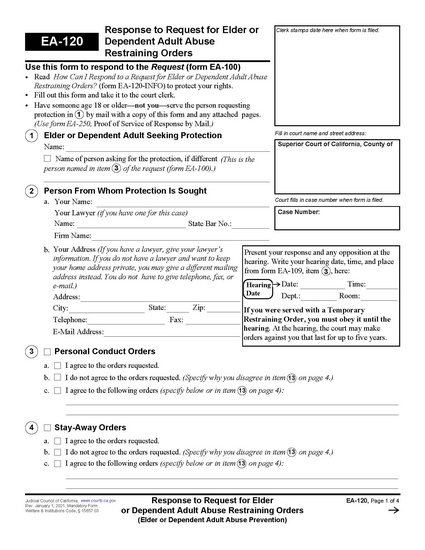 EA-120
Response to Request for Elder or
Dependent Adult Abuse
Restraining Orders
Clerk stamps date here when form is filed.
Use this form to respond to the Request (form EA-100)
• Read How Can I Respond to a Request for Elder or Dependent Adult Abuse
Restraining Orders? (form EA-120-INFO) to protect your rights.
• Fill out this form and take it to the court clerk.
• Have someone age 18 or older—not you—serve the person requesting
protection in 1 by mail with a copy of this form and any attached pages.
(Use form EA-250, Proof of Service of Response by Mail.)
1 Elder or Dependent Adult Seeking Protection
Name:
Name of person asking for the protection, if different (This is the
person named in item 3 of the request (form EA-100).)
Fill in court name and street address:
Superior Court of California, County of
2 Person From Whom Protection Is Sought
a. Your Name:
Your Lawyer (if you have one for this case)
Name: State Bar No.:
Firm Name:
Court fills in case number when form is filed.
Case Number:
b. Your Address (If you have a lawyer, give your lawyer's
information. If you do not have a lawyer and want to keep
your home address private, you may give a different mailing
address instead. You do not have to give telephone, fax, or
e-mail.)
Address:
City: State: Zip:
Telephone: Fax:
E-Mail Address:
Present your response and any opposition at the
hearing. Write your hearing date, time, and place
from form EA-109, item 3, here:
Hearing Date → Date: Time:
Dept.: Room:
If you were served with a Temporary
Restraining Order, you must obey it until the
hearing. At the hearing, the court may make
orders against you that last for up to five years.
3 Personal Conduct Orders
a. I agree to the orders requested.
b. I do not agree to the orders requested. (Specify why you disagree in item 13 on page 4.)
c. I agree to the following orders (specify below or in item 13 on page 4):
4 Stay-Away Orders
a. I agree to the orders requested.
b. I do not agree to the orders requested. (Specify why you disagree in item 13 on page 4.)
c. I agree to the following orders (specify below or in item 13 on page 4):
Judicial Council of California, www.courts.ca.gov
Rev. January 1, 2021, Mandatory Form
Welfare & Institutions Code, § 15657.03
Response to Request for Elder
or Dependent Adult Abuse Restraining Orders
(Elder or Dependent Adult Abuse Prevention)
EA-120, Page 1 of 4
→